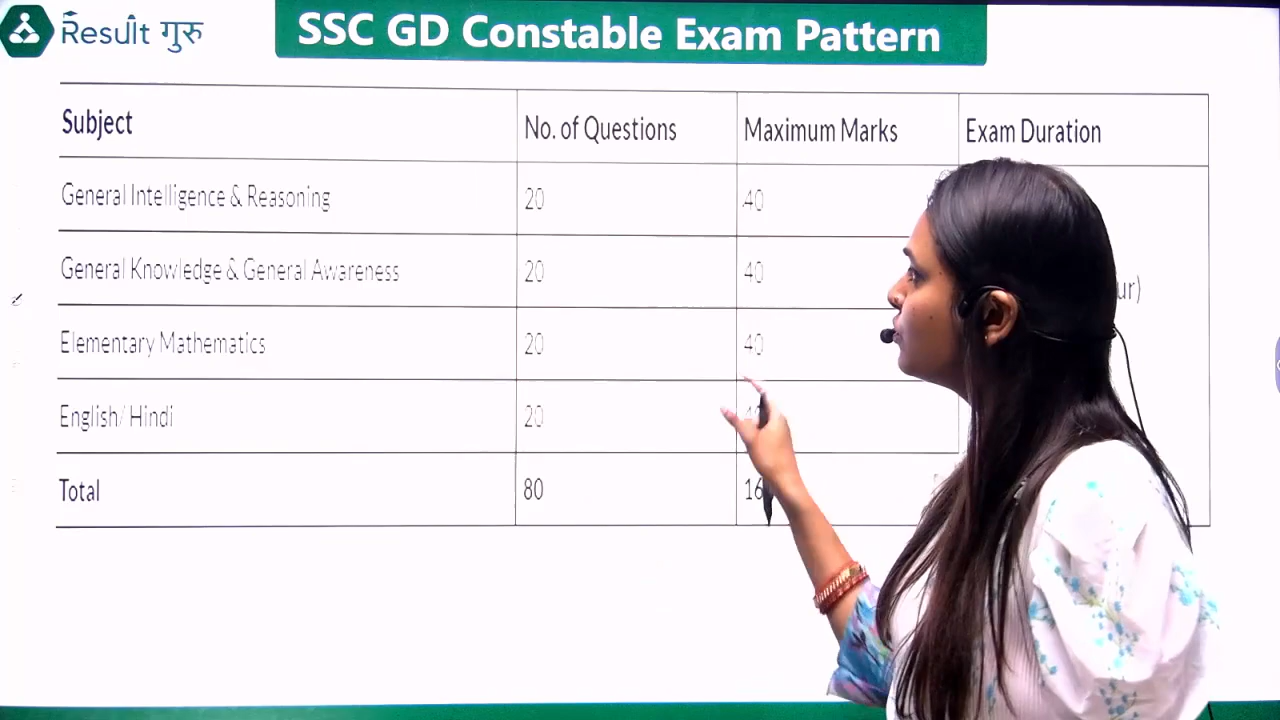 Result गुरु
SSC GD Constable Exam Pattern
Subject No. of Questions Maximum Marks Exam Duration
General Intelligence & Reasoning 20 40
General Knowledge & General Awareness 20 40
Elementary Mathematics 20 40
English/ Hindi 20
Total 80